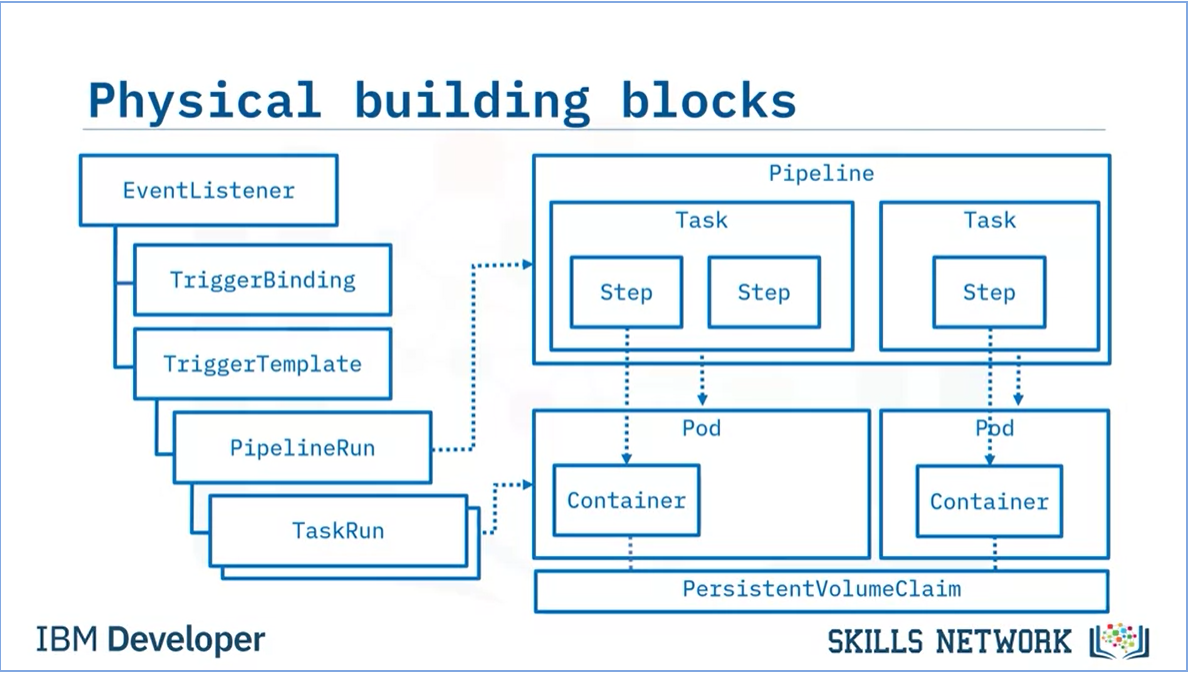 Physical building blocks
EventListener
TriggerBinding
TriggerTemplate
PipelineRun
TaskRun
Pipeline
Task
Step
Step
Task
Step
Pod
Container
Pod
Container
PersistentVolumeClaim
IBM Developer
SKILLS NETWORK